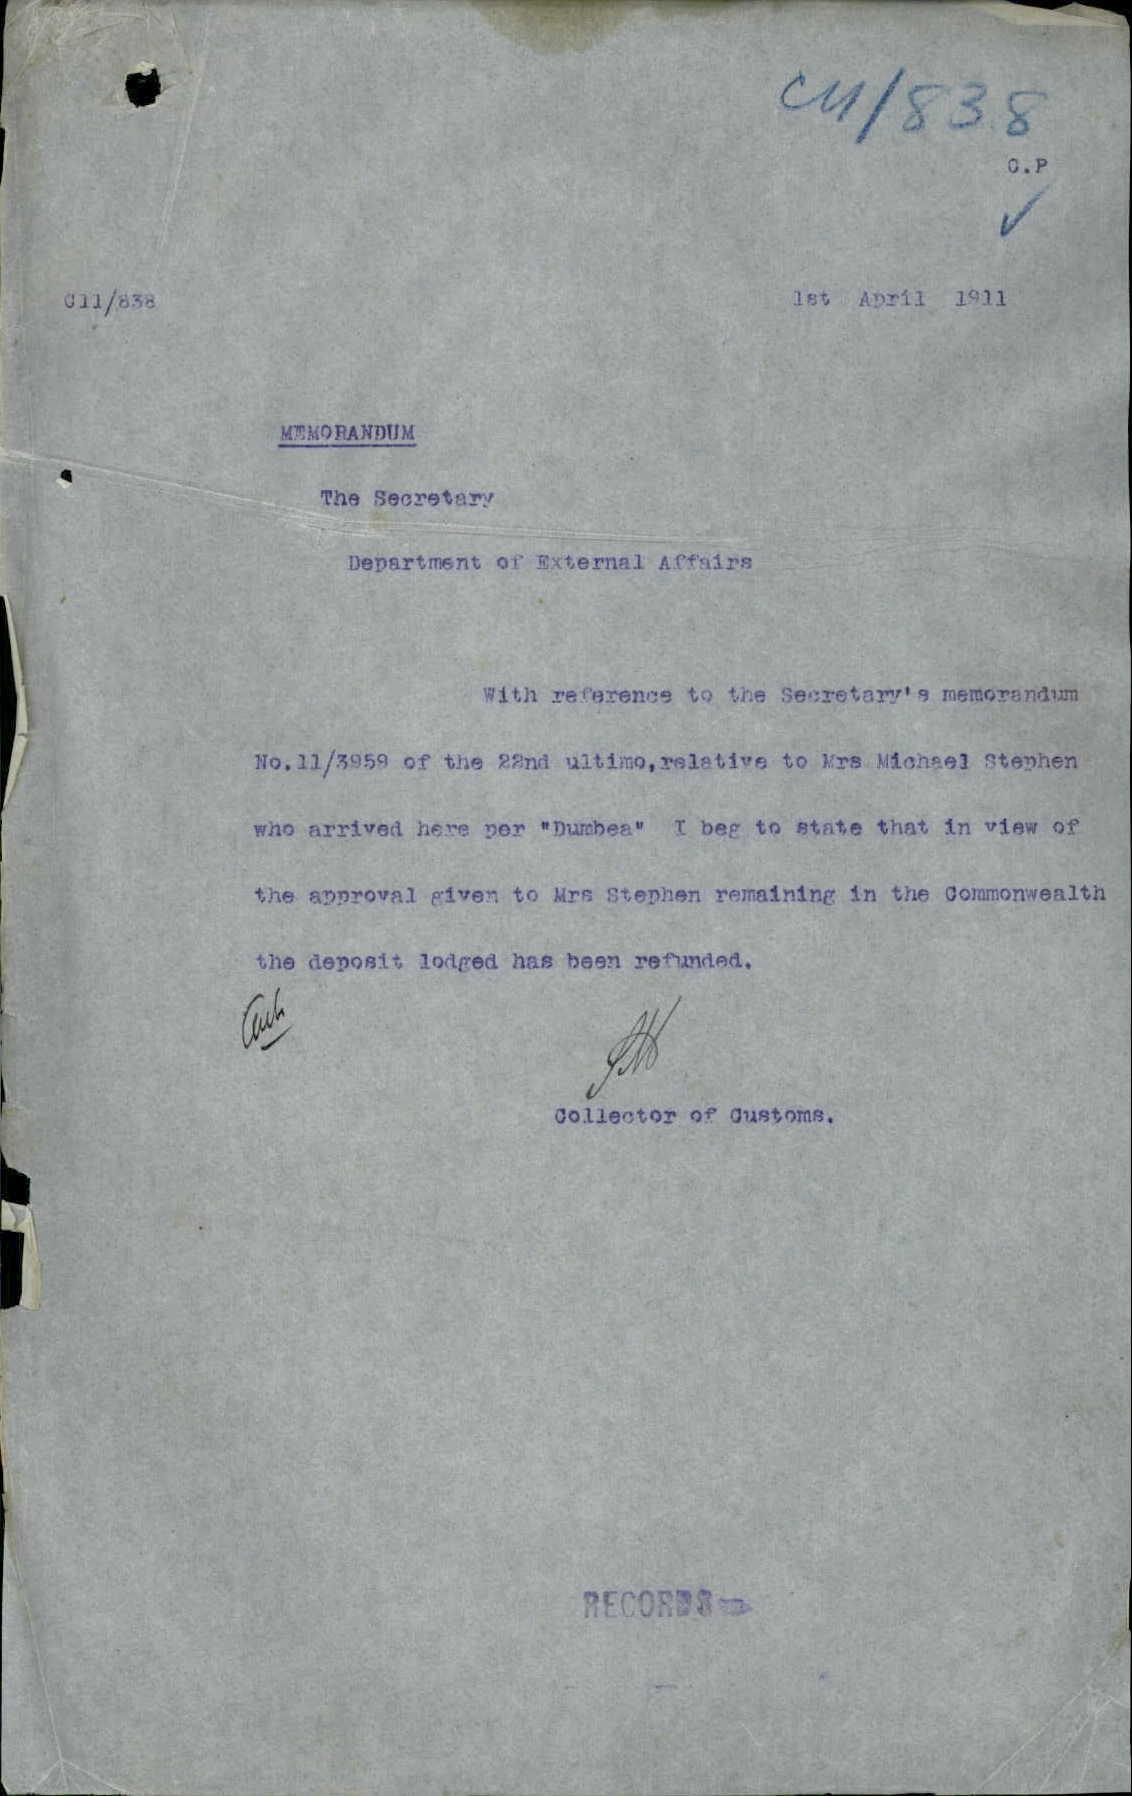 C11/838
C.P
C11/838
1st April 1911
MEMORANDUM
The Secretary
Department of External Affairs
With reference to the Secretary's memorandum
No.11/3959 of the 22nd ultimo,relative to Mrs Michael Stephen
who arrived here per "Dumbea" I beg to state that in view of
the approval given to Mrs Stephen remaining in the Commonwealth
the deposit lodged has been refunded.
Collector of Customs.
RECORDS